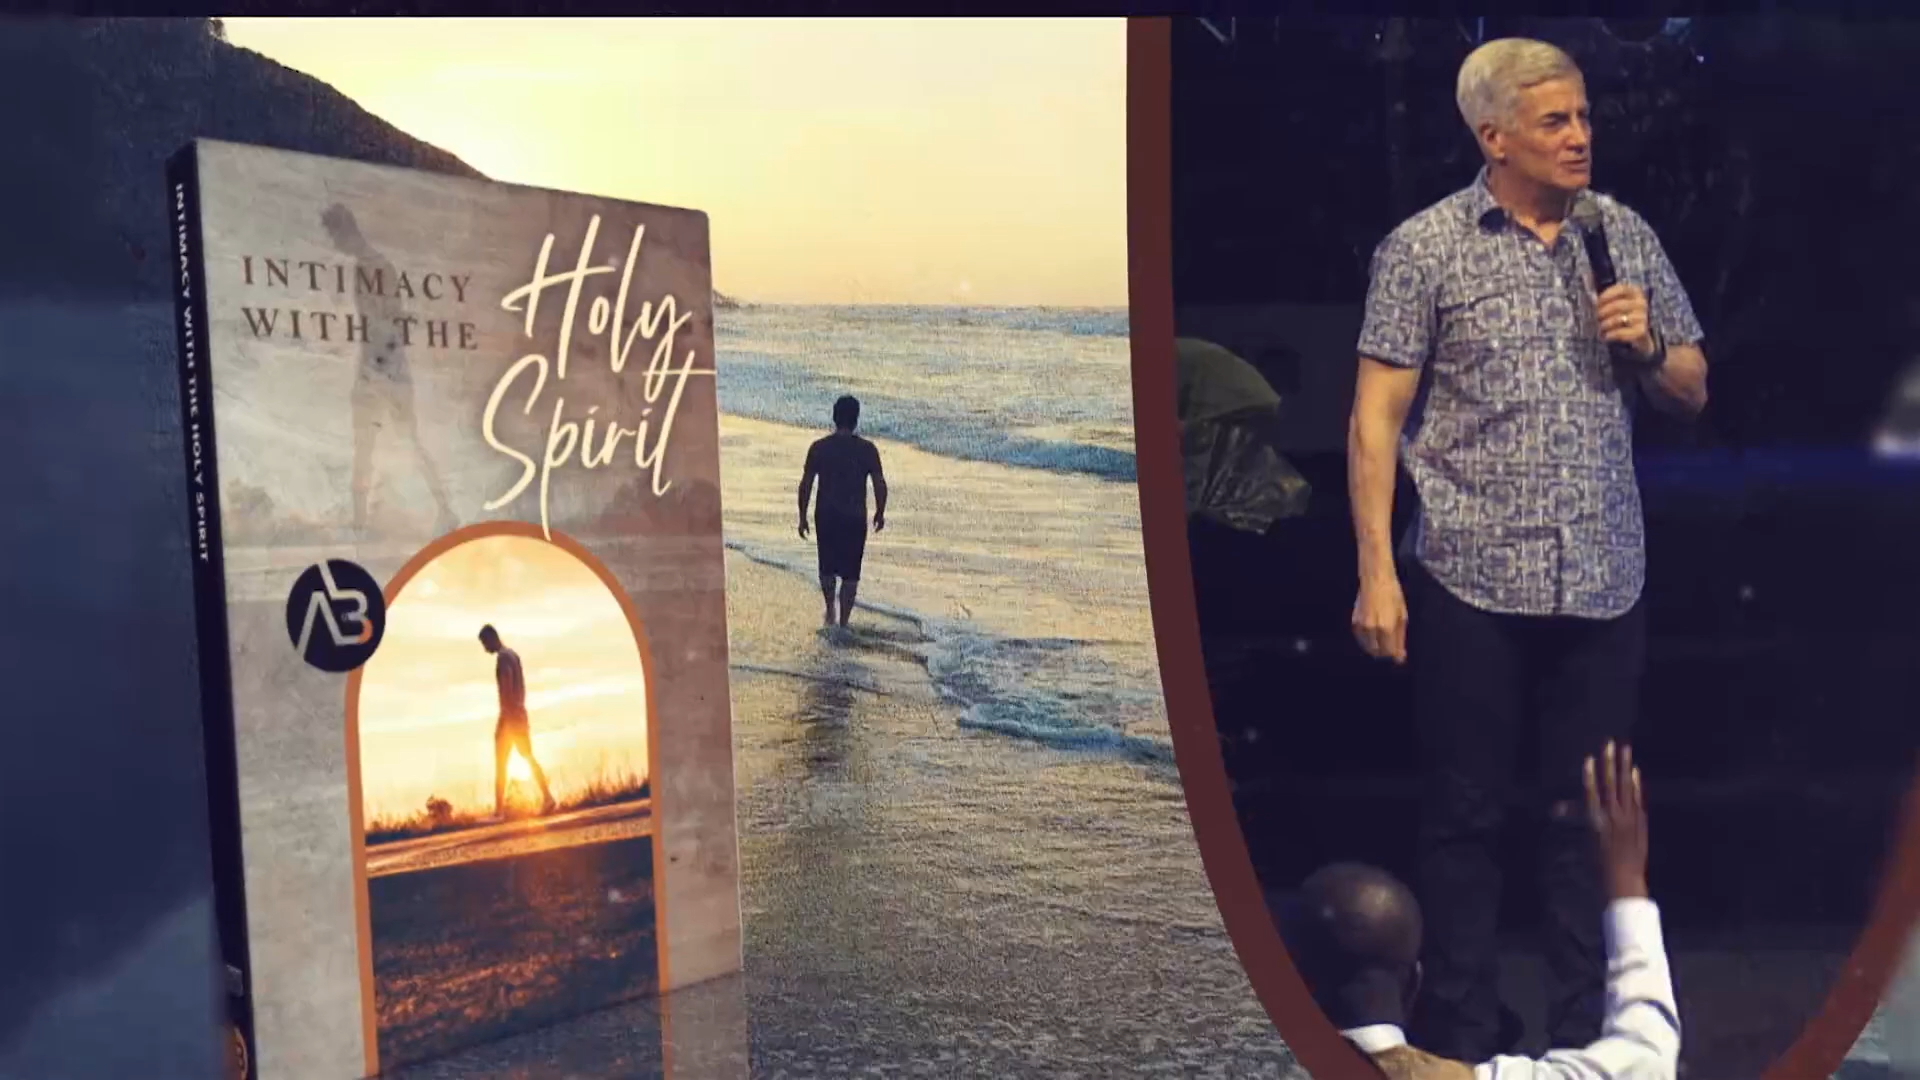 INTIMACY WITH THE HOLY SPIRIT
INTIMACY
WITH THE
Holy
Spirit
AB